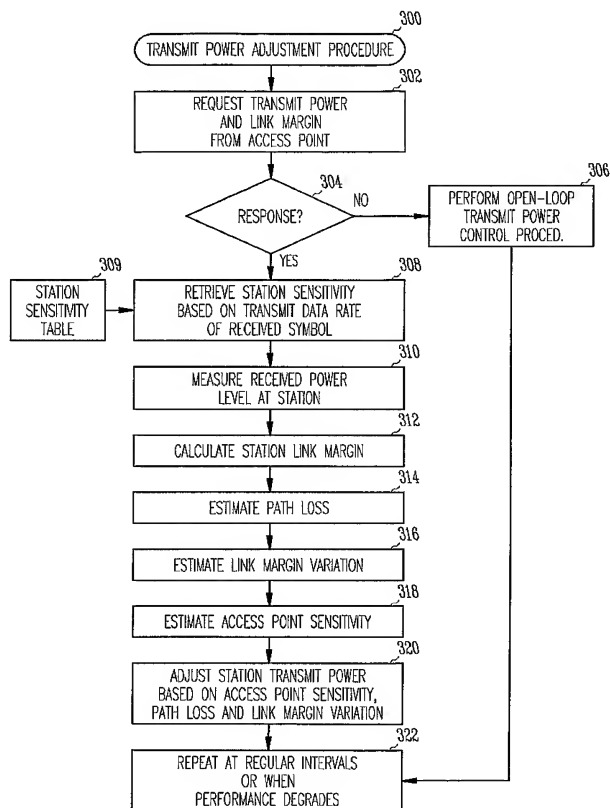 300
TRANSMIT POWER ADJUSTMENT PROCEDURE
302
REQUEST TRANSMIT POWER
AND LINK MARGIN
FROM ACCESS POINT
304
RESPONSE?
NO
306
PERFORM OPEN-LOOP
TRANSMIT POWER
CONTROL PROCED.
YES
309
STATION
SENSITIVITY
TABLE
308
RETRIEVE STATION SENSITIVITY
BASED ON TRANSMIT DATA RATE
OF RECEIVED SYMBOL
310
MEASURE RECEIVED POWER
LEVEL AT STATION
312
CALCULATE STATION LINK MARGIN
314
ESTIMATE PATH LOSS
316
ESTIMATE LINK MARGIN VARIATION
318
ESTIMATE ACCESS POINT SENSITIVITY
320
ADJUST STATION TRANSMIT POWER
BASED ON ACCESS POINT SENSITIVITY,
PATH LOSS AND LINK MARGIN VARIATION
322
REPEAT AT REGULAR INTERVALS
OR WHEN
PERFORMANCE DEGRADES